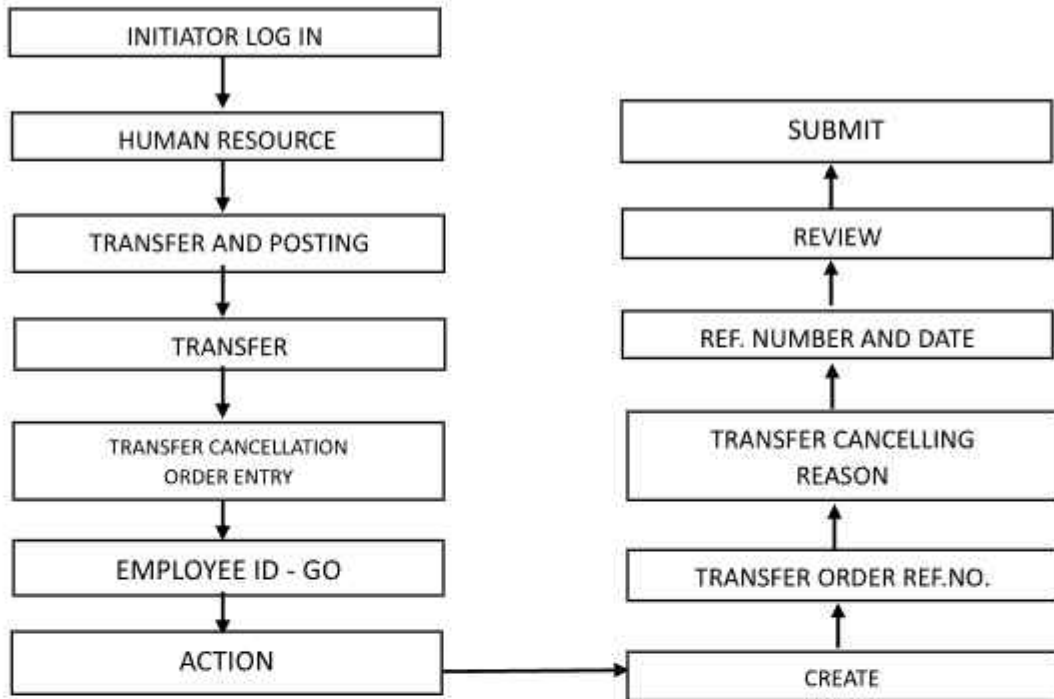 INITIATOR LOG IN
HUMAN RESOURCE
TRANSFER AND POSTING
TRANSFER
TRANSFER CANCELLATION
ORDER ENTRY
EMPLOYEE ID - GO
ACTION
CREATE
TRANSFER ORDER REF.NO.
TRANSFER CANCELLING
REASON
REF. NUMBER AND DATE
REVIEW
SUBMIT